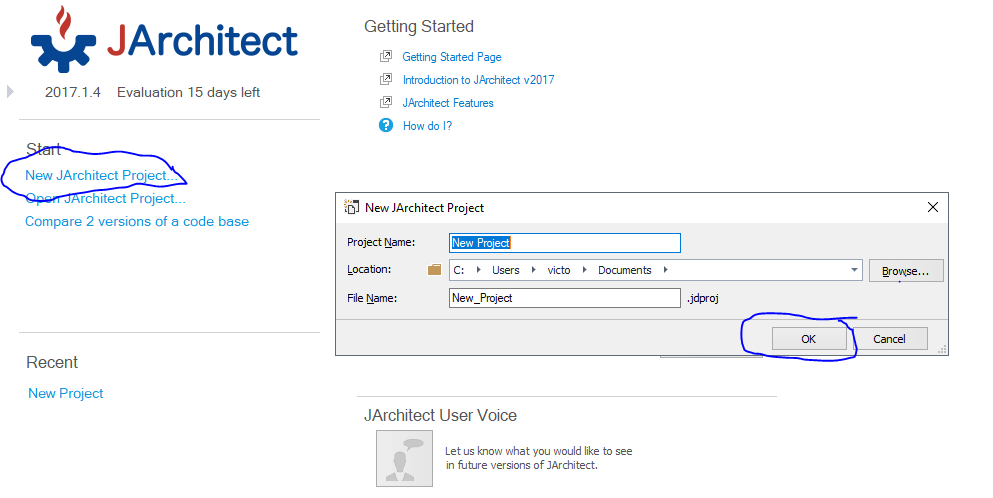 JArchitect
2017.1.4 Evaluation 15 days left
Start
New JArchitect Project...
Open JArchitect Project...
Compare 2 versions of a code base
Recent
New Project
Getting Started
Getting Started Page
Introduction to JArchitect v2017
JArchitect Features
? How do I?
New JArchitect Project
Project Name: New Project
Location: C: Users victo Documents Browse...
File Name: New_Project .jdproj
OK Cancel
JArchitect User Voice
Let us know what you would like to see
in future versions of JArchitect.